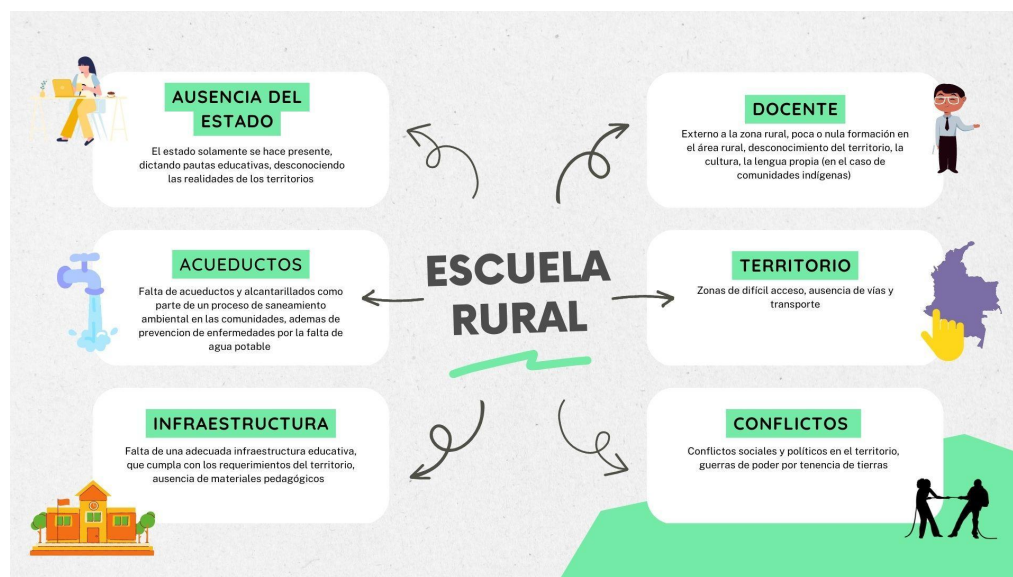 AUSENCIA DEL
ESTADO
El estado solamente se hace presente,
dictando pautas educativas, desconociendo
las realidades de los territorios
ACUEDUCTOS
Falta de acueductos y alcantarillados como
parte de un proceso de saneamiento
ambiental en las comunidades, ademas de
prevencion de enfermedades por la falta de
agua potable
INFRAESTRUCTURA
Falta de una adecuada infraestructura educativa,
que cumpla con los requerimientos del territorio,
ausencia de materiales pedagógicos
ESCUELA
RURAL
DOCENTE
Externo a la zona rural, poca o nula formación en
el área rural, desconocimiento del territorio, la
cultura, la lengua propia (en el caso de
comunidades indígenas)
TERRITORIO
Zonas de difícil acceso, ausencia de vías y
transporte
CONFLICTOS
Conflictos sociales y políticos en el territorio,
guerras de poder por tenencia de tierras